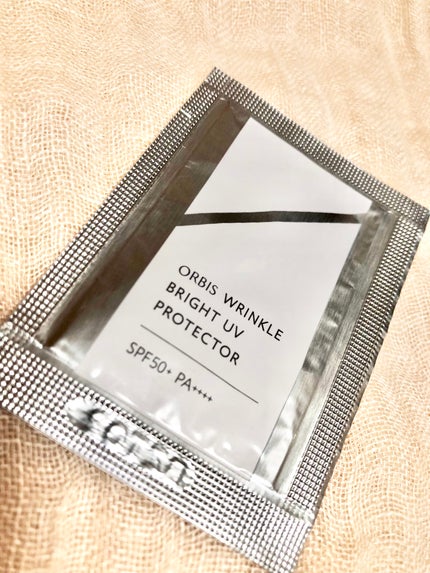 ORBIS WRINKLE
BRIGHT UV
PROTECTOR
SPF50+ PA++++